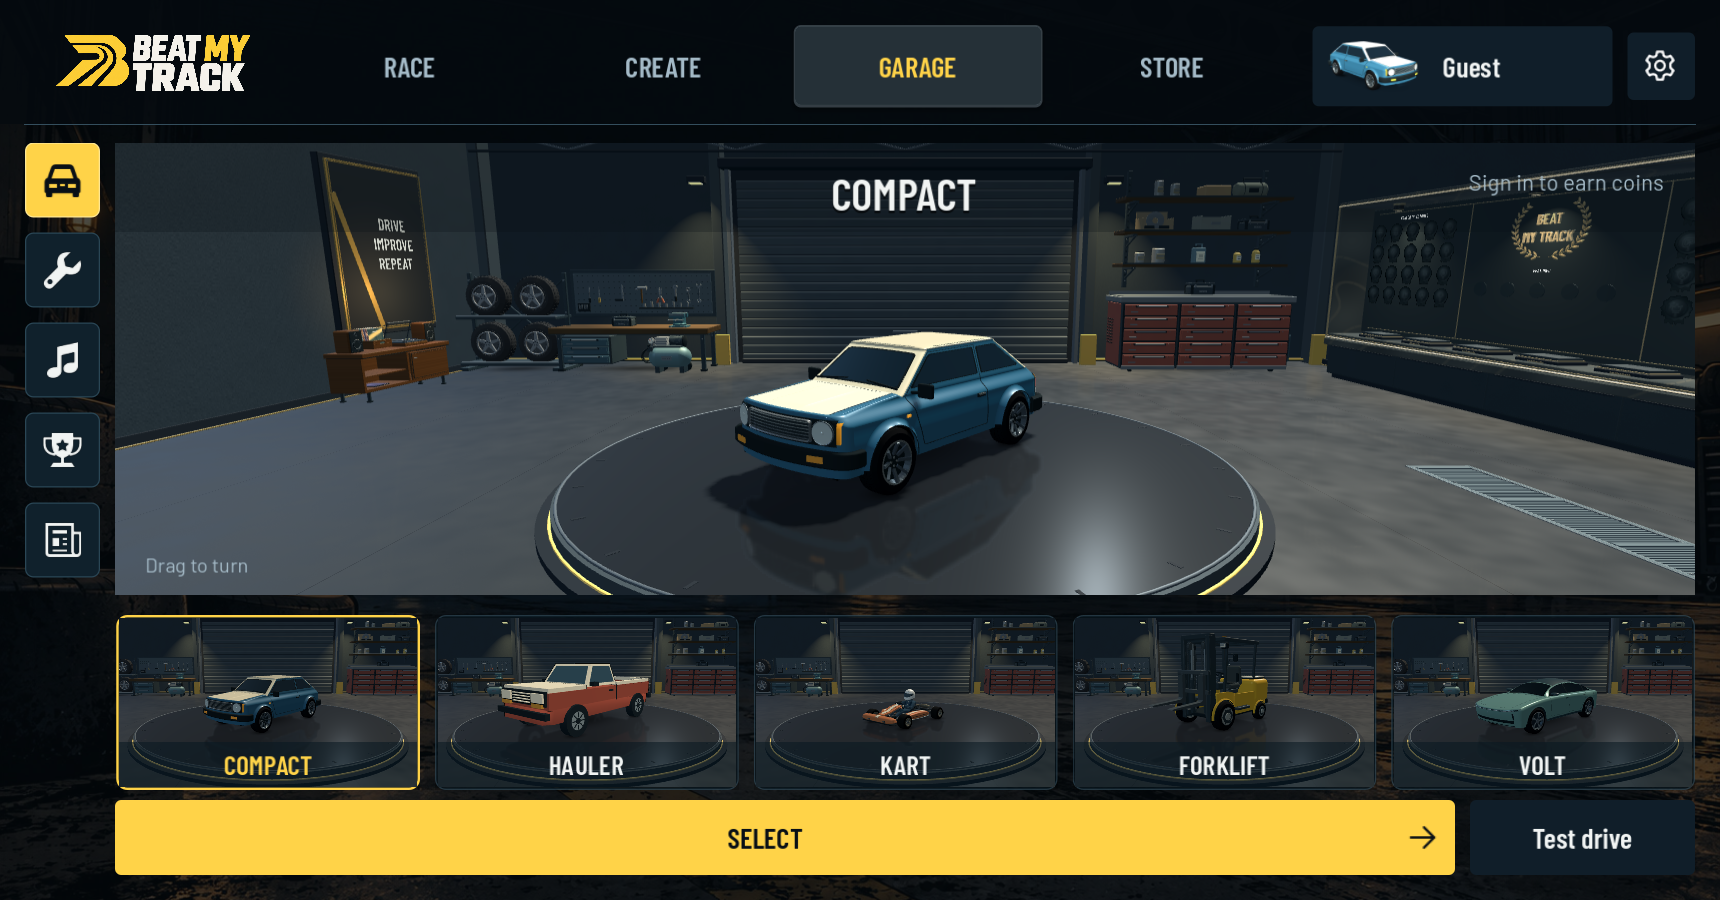 BEAT MY
TRACK
RACE
CREATE
GARAGE
STORE
Guest
COMPACT
Sign in to earn coins
DRIVE
IMPROVE
REPEAT
BEAT
MY TRACK
Drag to turn
COMPACT
HAULER
KART
FORKLIFT
VOLT
SELECT
Test drive